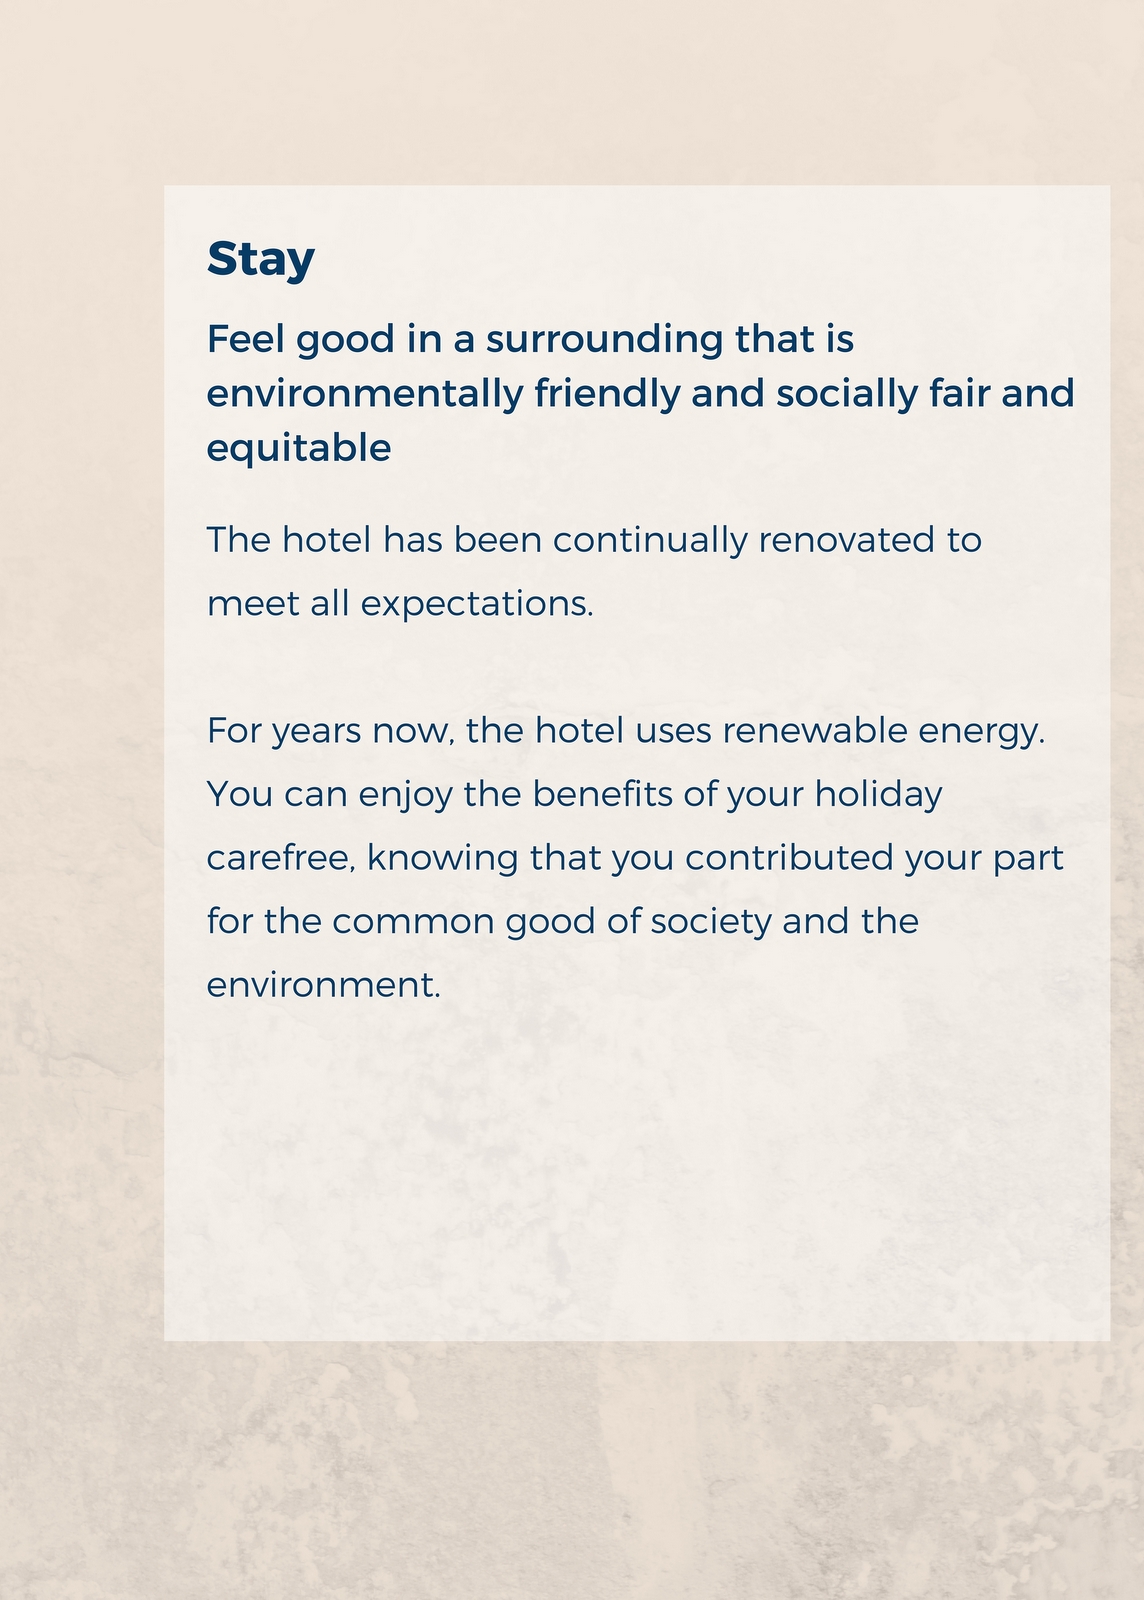 Stay
Feel good in a surrounding that is
environmentally friendly and socially fair and
equitable
The hotel has been continually renovated to
meet all expectations.
For years now, the hotel uses renewable energy.
You can enjoy the benefits of your holiday
carefree, knowing that you contributed your part
for the common good of society and the
environment.